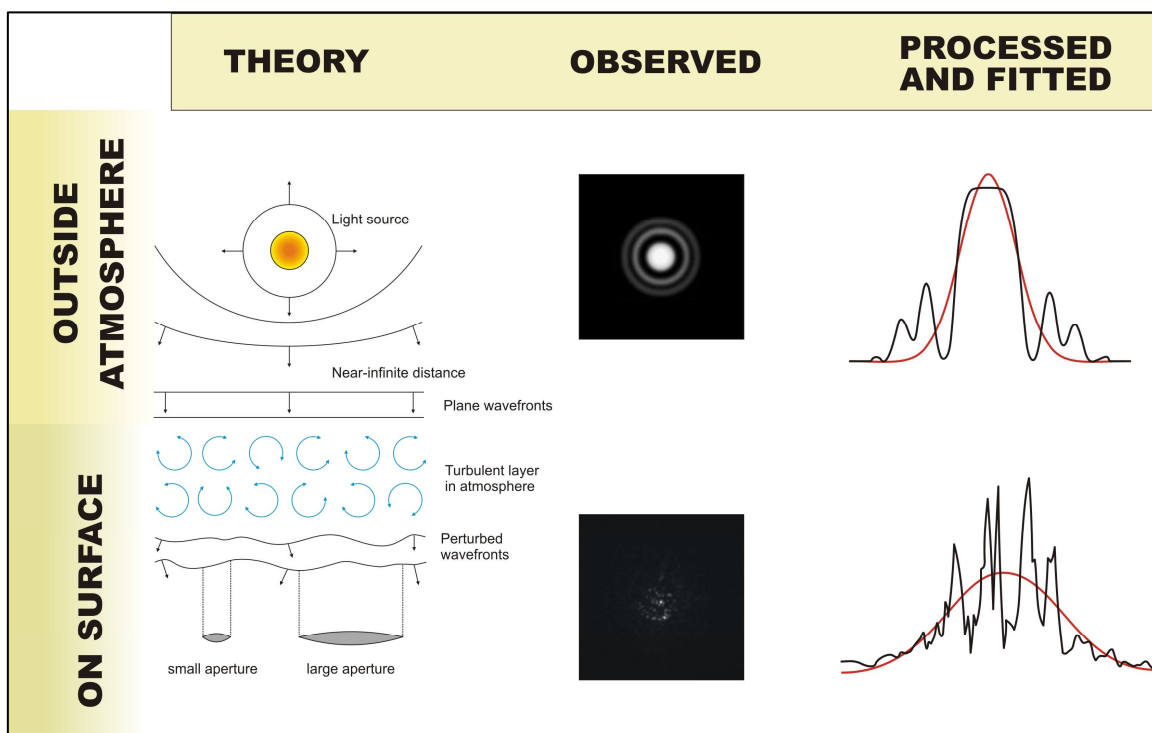 THEORY
OBSERVED
PROCESSED
AND FITTED
OUTSIDE
ATMOSPHERE
Light source
Near-infinite distance
Plane wavefronts
ON SURFACE
Turbulent layer
in atmosphere
Perturbed
wavefronts
small aperture
large aperture